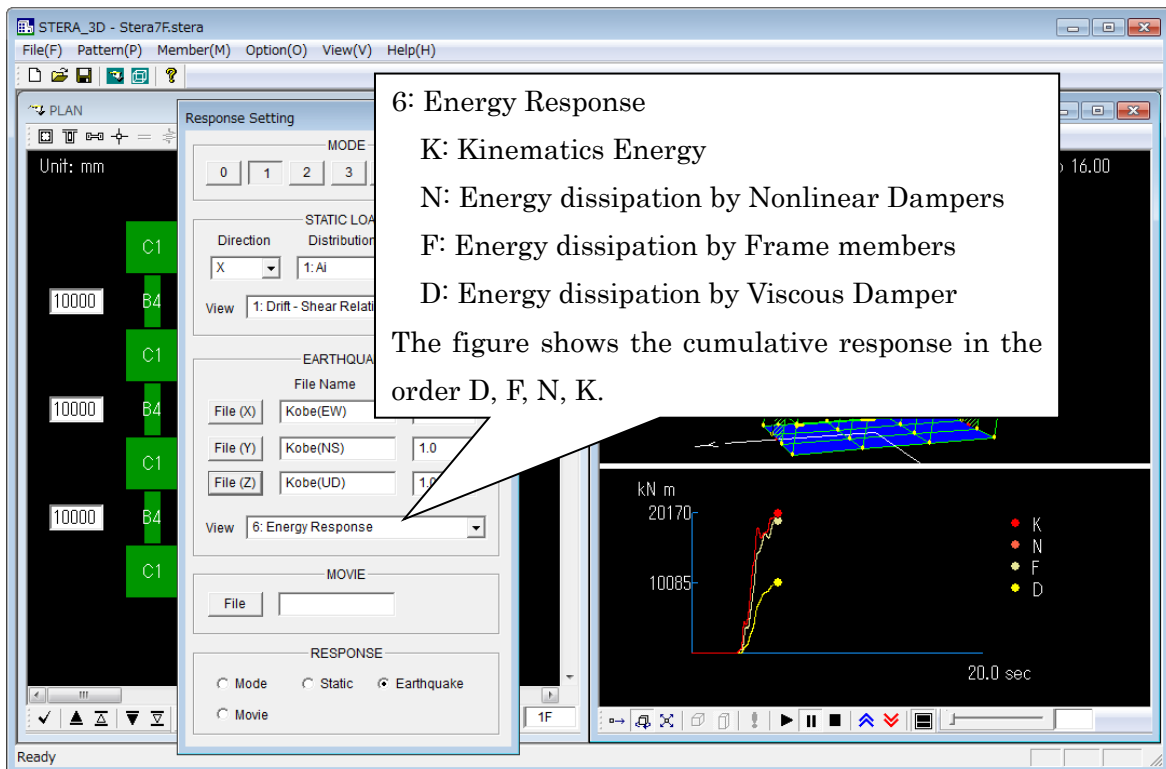 STERA_3D - Stera7F.stera
File(F) Pattern(P) Member(M) Option(O) View(V) Help(H)
PLAN
Unit: mm
C1
10000 B4
C1
10000 B4
C1
10000 B4
C1
1F
Response Setting
MODE
0 1 2 3
STATIC LOA
Direction Distribution
X 1: Ai
View 1: Drift - Shear Relati
EARTHQUA
File Name
File (X) Kobe(EW)
File (Y) Kobe(NS) 1.0
File (Z) Kobe(UD) 1.0
View 6: Energy Response
MOVIE
File
RESPONSE
Mode Static Earthquake
Movie
6: Energy Response
K: Kinematics Energy
N: Energy dissipation by Nonlinear Dampers
F: Energy dissipation by Frame members
D: Energy dissipation by Viscous Damper
The figure shows the cumulative response in the
order D, F, N, K.
16.00
kN m
20170
10085
20.0 sec
K
N
F
D
Ready